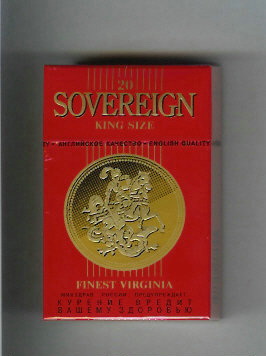 20
SOVEREIGN
KING SIZE
АНГЛИЙСКОЕ КАЧЕСТВО - ENGLISH QUALITY
FINEST VIRGINIA
МИНЗДРАВ РОССИИ ПРЕДУПРЕЖДАЕТ
КУРЕНИЕ ВРЕДИТ
ВАШЕМУ ЗДОРОВЬЮ